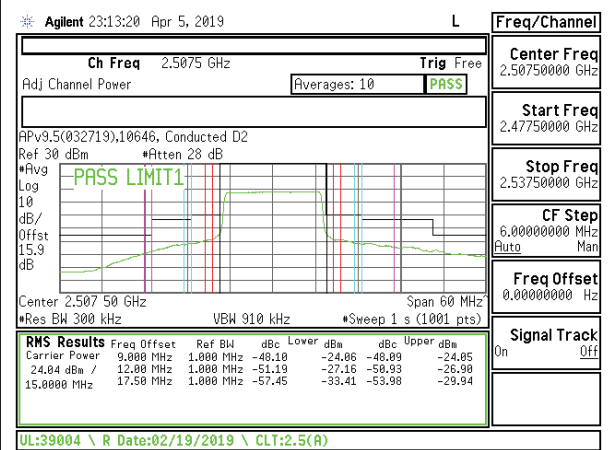 Agilent 23:13:20 Apr 5, 2019 L
Freq/Channel
Ch Freq 2.5075 GHz Trig Free
Adj Channel Power Averages: 10 PASS
Center Freq
2.50750000 GHz
Start Freq
2.47750000 GHz
Stop Freq
2.53750000 GHz
CF Step
6.00000000 MHz
Auto Man
Freq Offset
0.00000000 Hz
Signal Track
On Off
APv9.5(032719),10646, Conducted D2
Ref 30 dBm #Atten 28 dB
#Avg
Log
10
dB/
Offst
15.9
dB
PASS LIMIT1
Center 2.507 50 GHz Span 60 MHz^
#Res BW 300 kHz VBW 910 kHz #Sweep 1 s (1001 pts)
RMS Results Freq Offset Ref BW dBc Lower dBm dBc Upper dBm
Carrier Power 9.000 MHz 1.000 MHz -48.10 -24.06 -48.09 -24.05
24.04 dBm / 12.00 MHz 1.000 MHz -51.19 -27.16 -50.93 -26.90
15.0000 MHz 17.50 MHz 1.000 MHz -57.45 -33.41 -53.98 -29.94
UL:39004 \ R Date:02/19/2019 \ CLT:2.5(A)